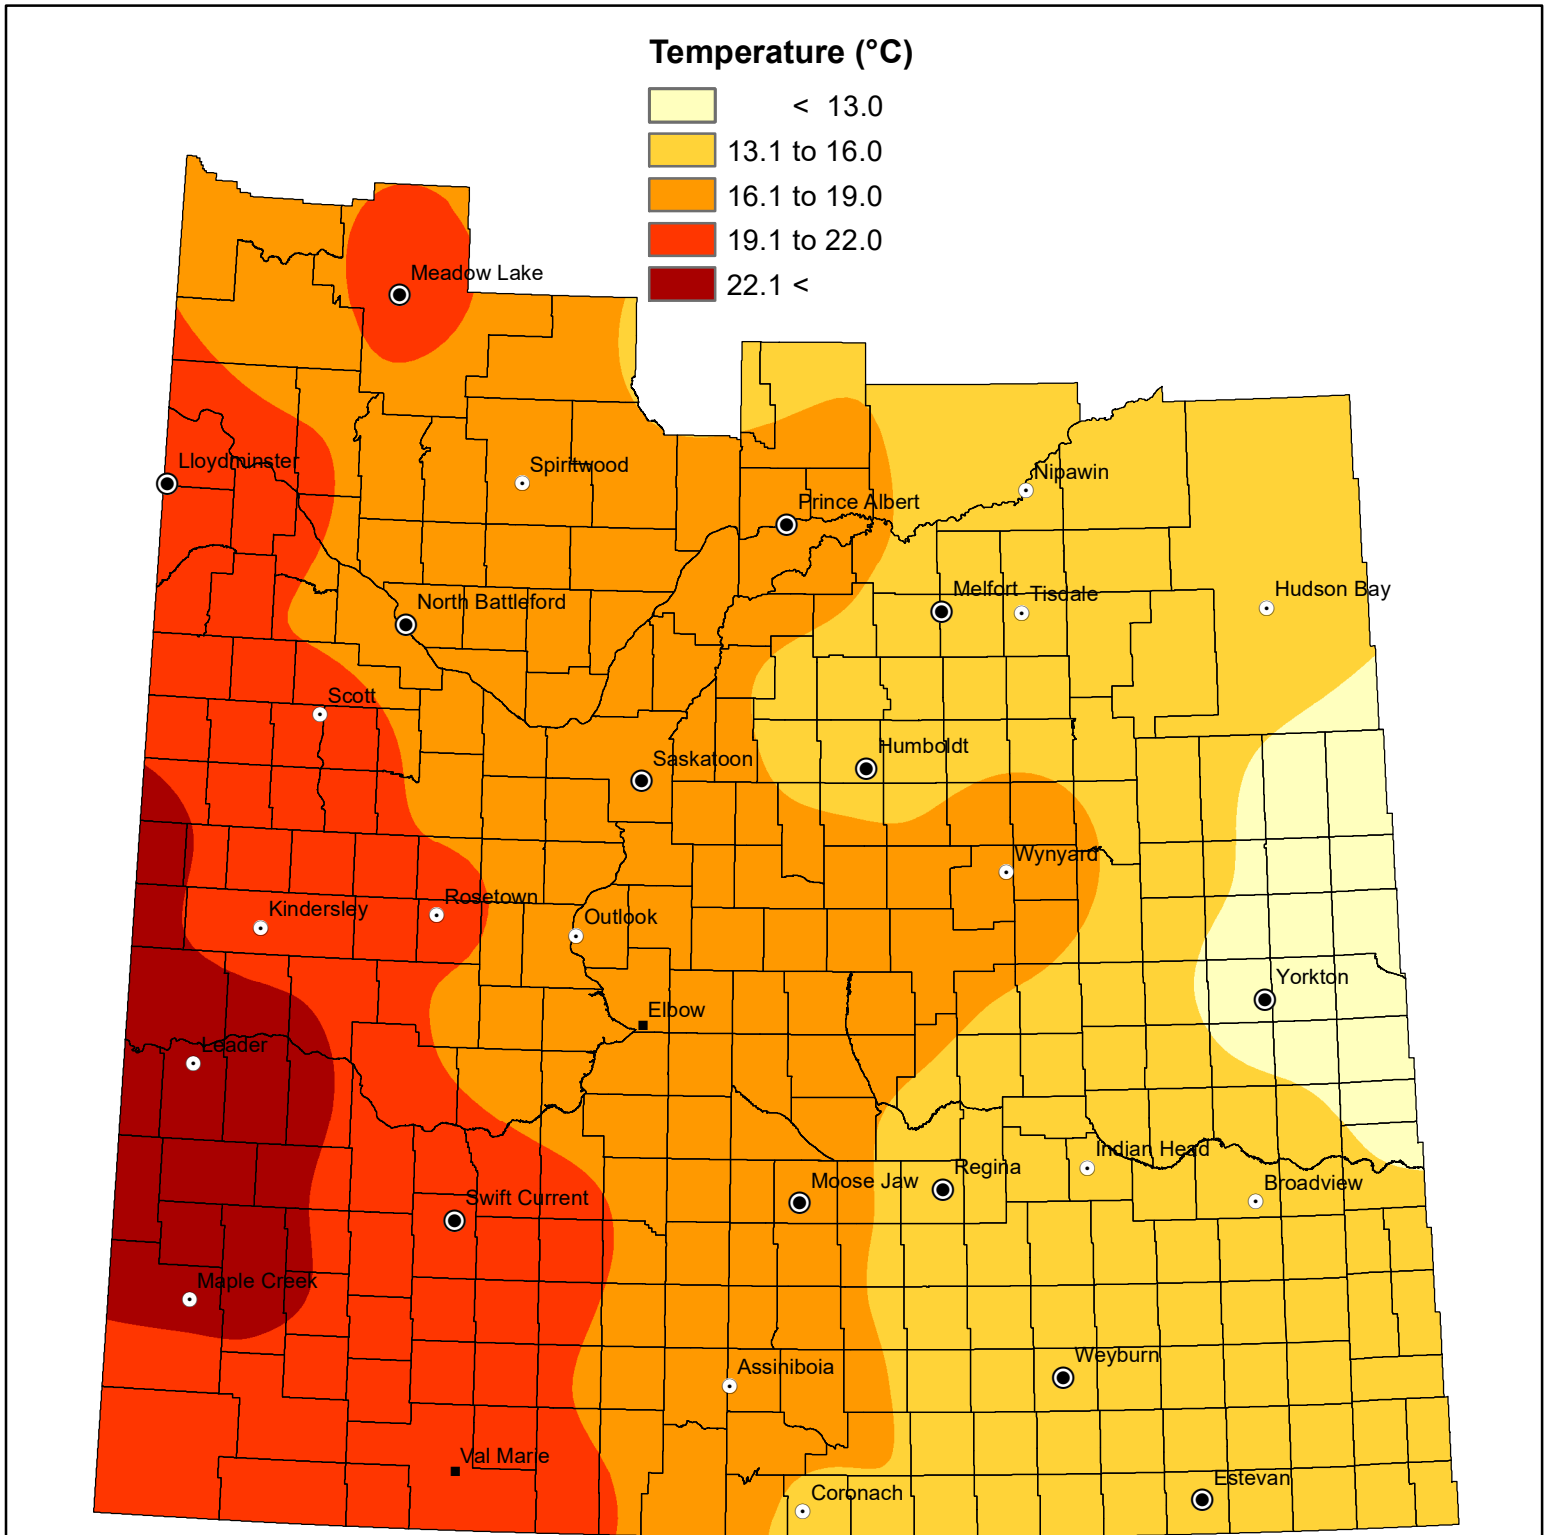 Temperature (°C)
< 13.0
13.1 to 16.0
16.1 to 19.0
19.1 to 22.0
22.1 <
Meadow Lake
Lloydminster
Spiritwood
Nipawin
Prince Albert
Hudson Bay
Melfort
Tisdale
North Battleford
Scott
Humboldt
Saskatoon
Wynyard
Rosetown
Kindersley
Outlook
Yorkton
Elbow
Leader
Indian Head
Regina
Moose Jaw
Broadview
Swift Current
Maple Creek
Weyburn
Assiniboia
Val Marie
Estevan
Coronach